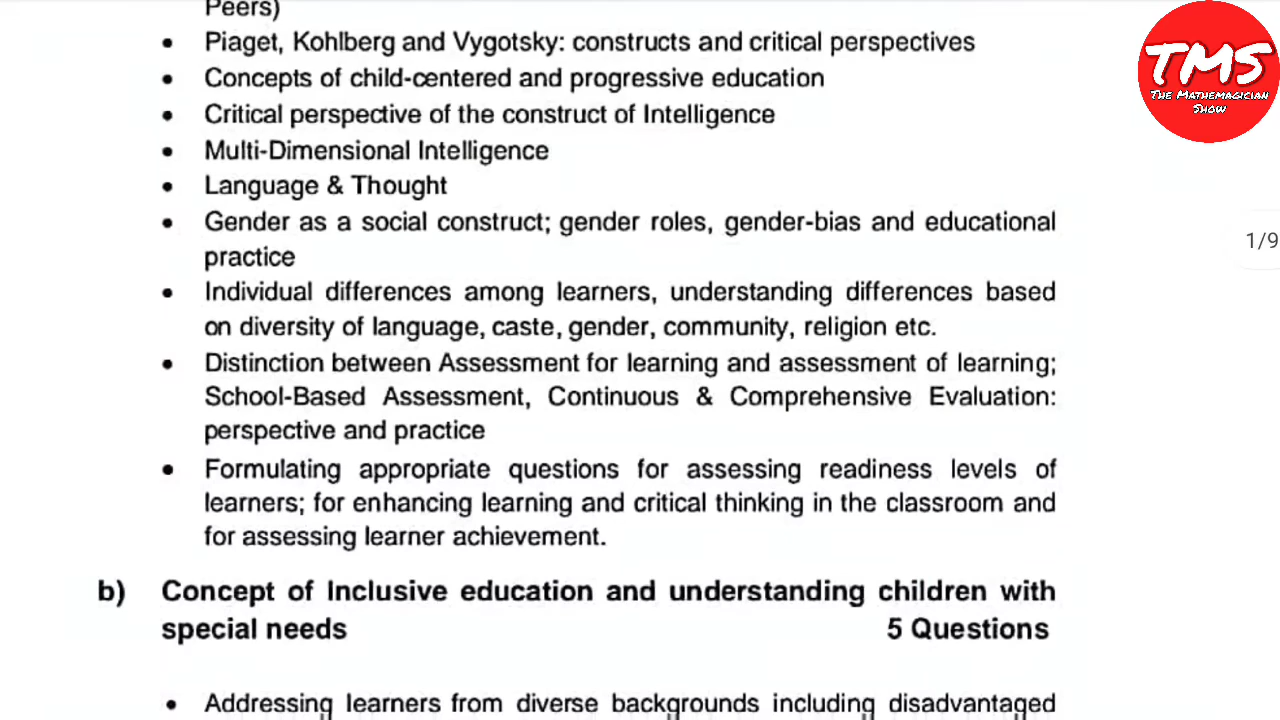 Peers)
• Piaget, Kohlberg and Vygotsky: constructs and critical perspectives
• Concepts of child-centered and progressive education
• Critical perspective of the construct of Intelligence
• Multi-Dimensional Intelligence
• Language & Thought
• Gender as a social construct; gender roles, gender-bias and educational
practice
• Individual differences among learners, understanding differences based
on diversity of language, caste, gender, community, religion etc.
• Distinction between Assessment for learning and assessment of learning;
School-Based Assessment, Continuous & Comprehensive Evaluation:
perspective and practice
• Formulating appropriate questions for assessing readiness levels of
learners; for enhancing learning and critical thinking in the classroom and
for assessing learner achievement.
b) Concept of Inclusive education and understanding children with
special needs 5 Questions
• Addressing learners from diverse backgrounds including disadvantaged
TMS
The Mathemagician
Show
1/9